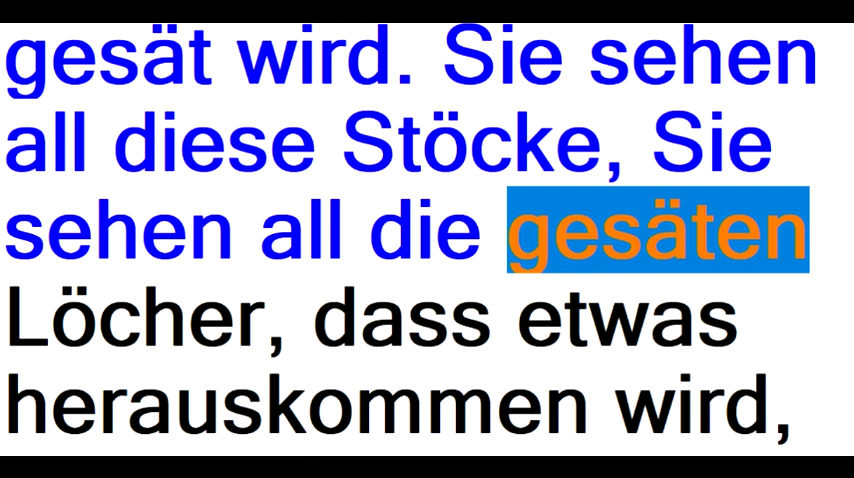 gesät wird. Sie sehen
all diese Stöcke, Sie
sehen all die gesäten
Löcher, dass etwas
herauskommen wird,